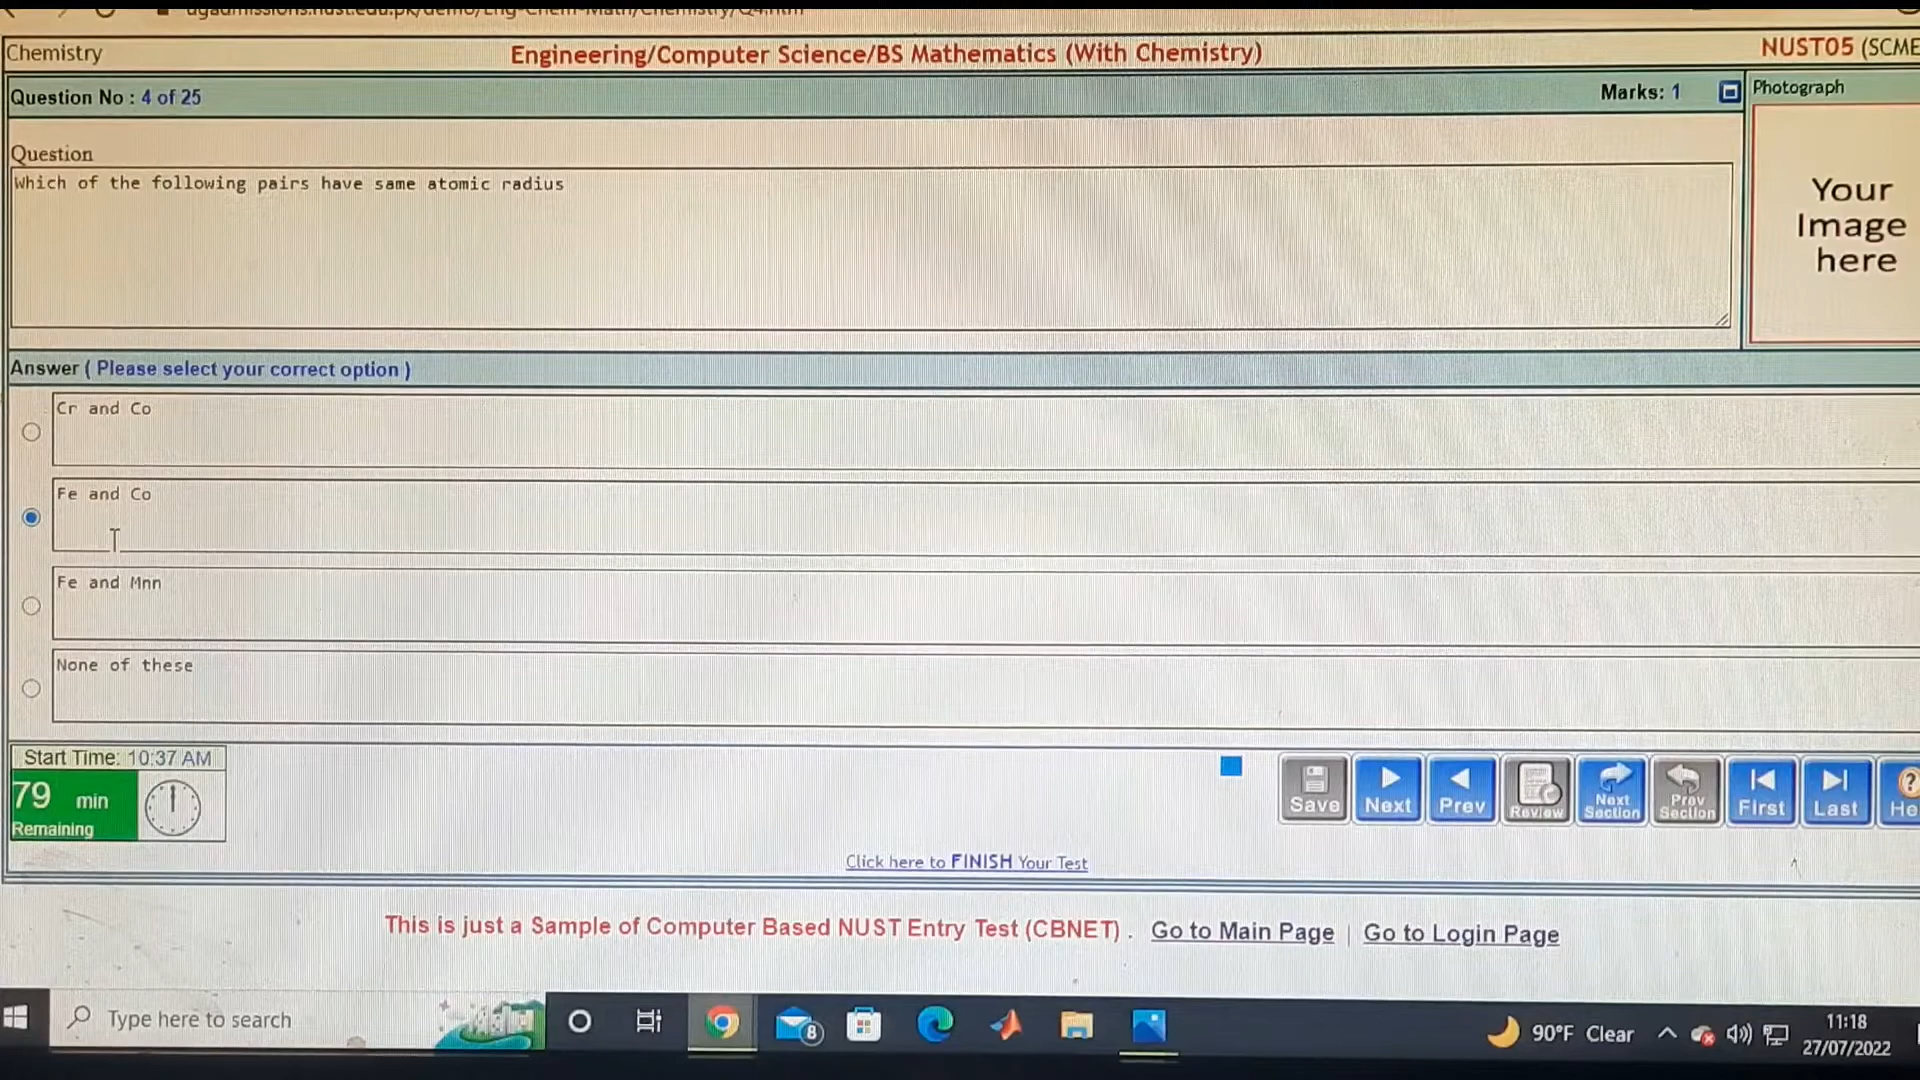 Chemistry
Engineering/Computer Science/BS Mathematics (With Chemistry)
NUST05 (SCME
Question No : 4 of 25
Marks: 1
Photograph
Question
Which of the following pairs have same atomic radius
Your
Image
here
Answer ( Please select your correct option )
Cr and Co
Fe and Co
Fe and Mnn
None of these
Start Time: 10:37 AM
79 min
Remaining
Save
Next
Prev
Review
Next
Section
Prev
Section
First
Last
He
Click here to FINISH Your Test
This is just a Sample of Computer Based NUST Entry Test (CBNET) . Go to Main Page | Go to Login Page
Type here to search
8
90°F Clear
11:18
27/07/2022